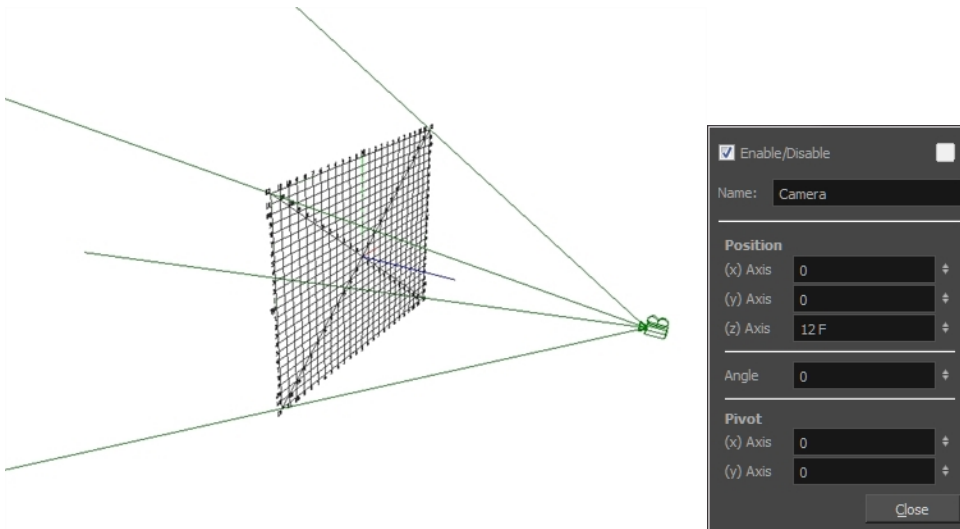 Enable/Disable
Name: Camera
Position
(x) Axis 0
(y) Axis 0
(z) Axis 12 F
Angle 0
Pivot
(x) Axis 0
(y) Axis 0
Close